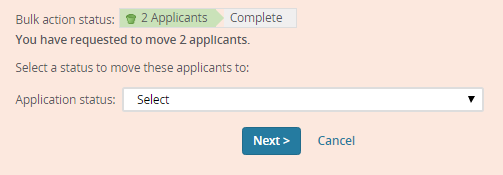 Bulk action status: 2 Applicants Complete
You have requested to move 2 applicants.
Select a status to move these applicants to:
Application status: Select
Next > Cancel